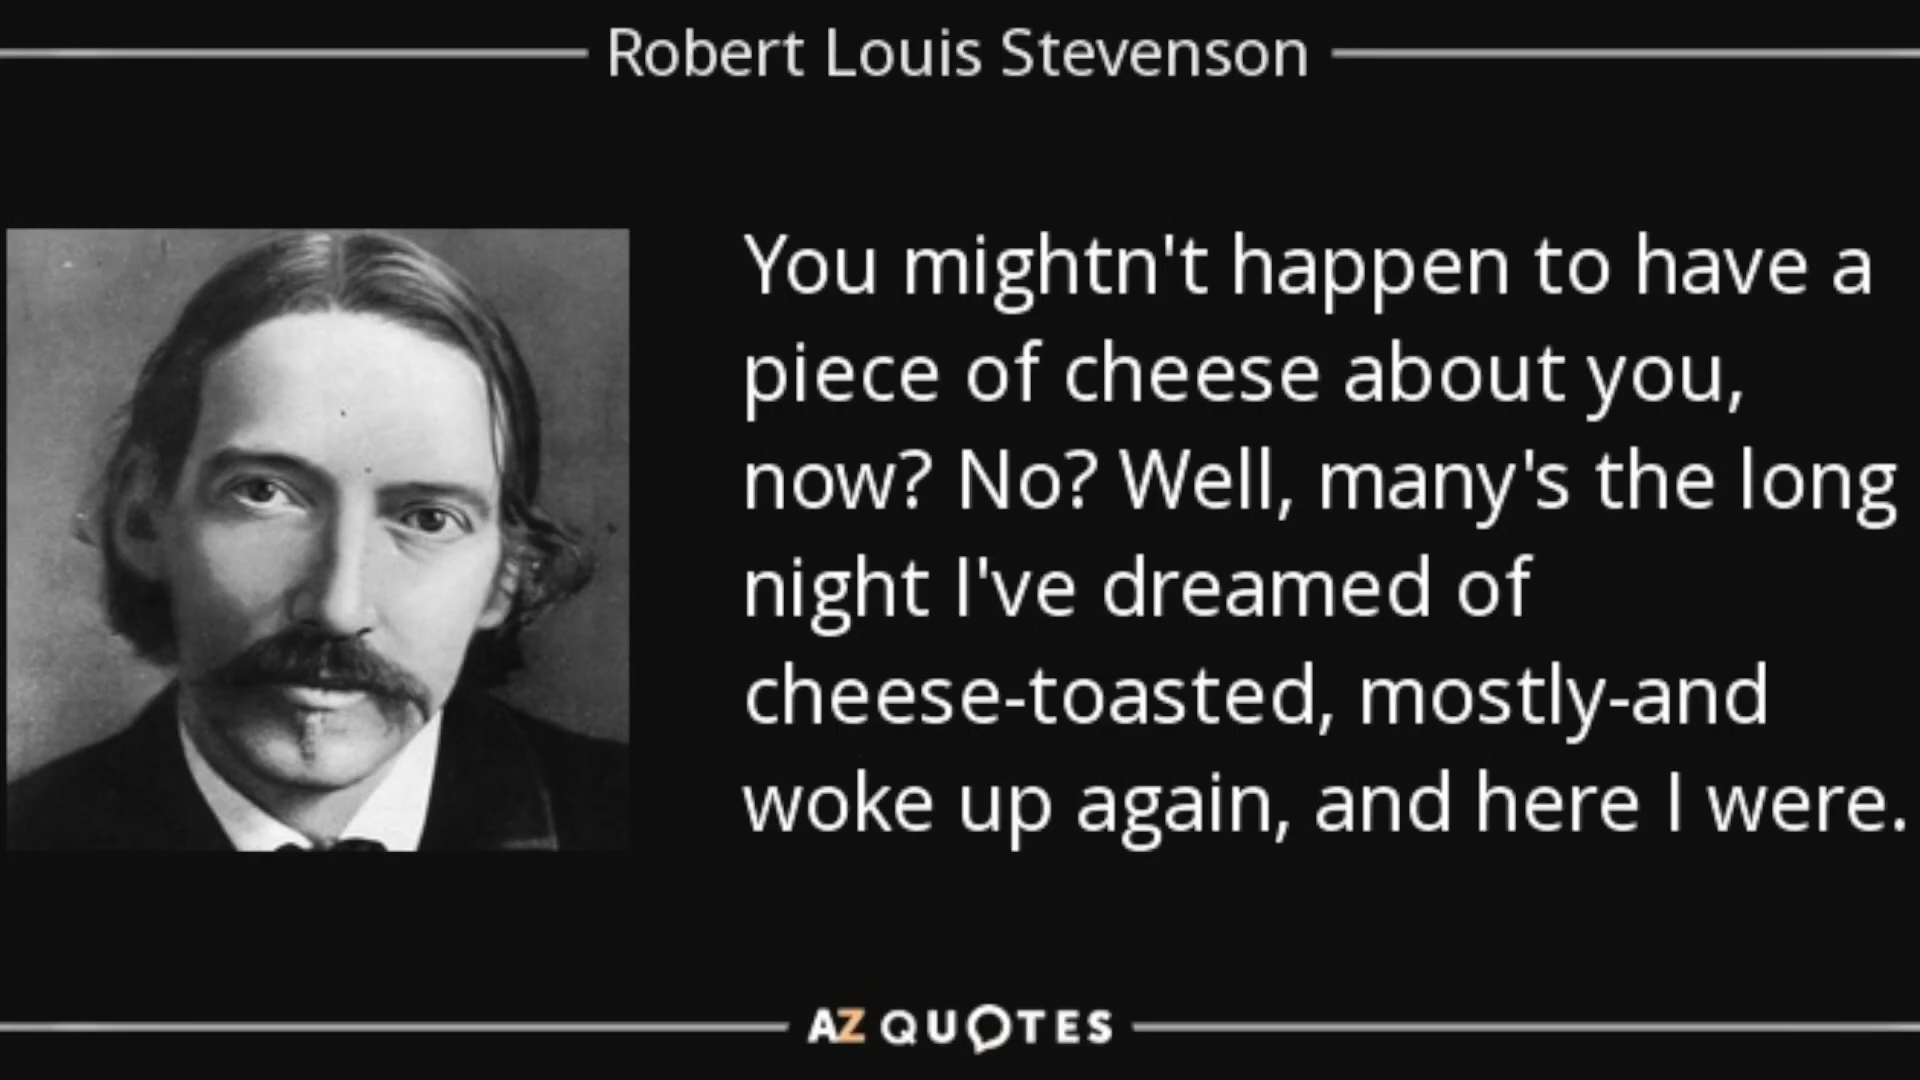 Robert Louis Stevenson
You mightn't happen to have a
piece of cheese about you,
now? No? Well, many's the long
night I've dreamed of
cheese-toasted, mostly-and
woke up again, and here I were.
AZ QUOTES